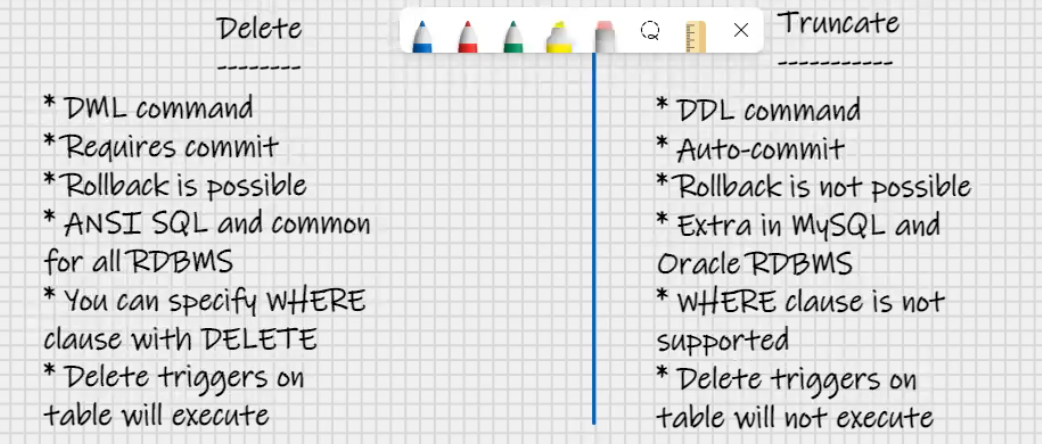 Delete
--------
* DML command
* Requires commit
* Rollback is possible
* ANSI SQL and common
for all RDBMS
* You can specify WHERE
clause with DELETE
* Delete triggers on
table will execute
Truncate
-----------
* DDL command
* Auto-commit
* Rollback is not possible
* Extra in MySQL and
Oracle RDBMS
* WHERE clause is not
supported
* Delete triggers on
table will not execute